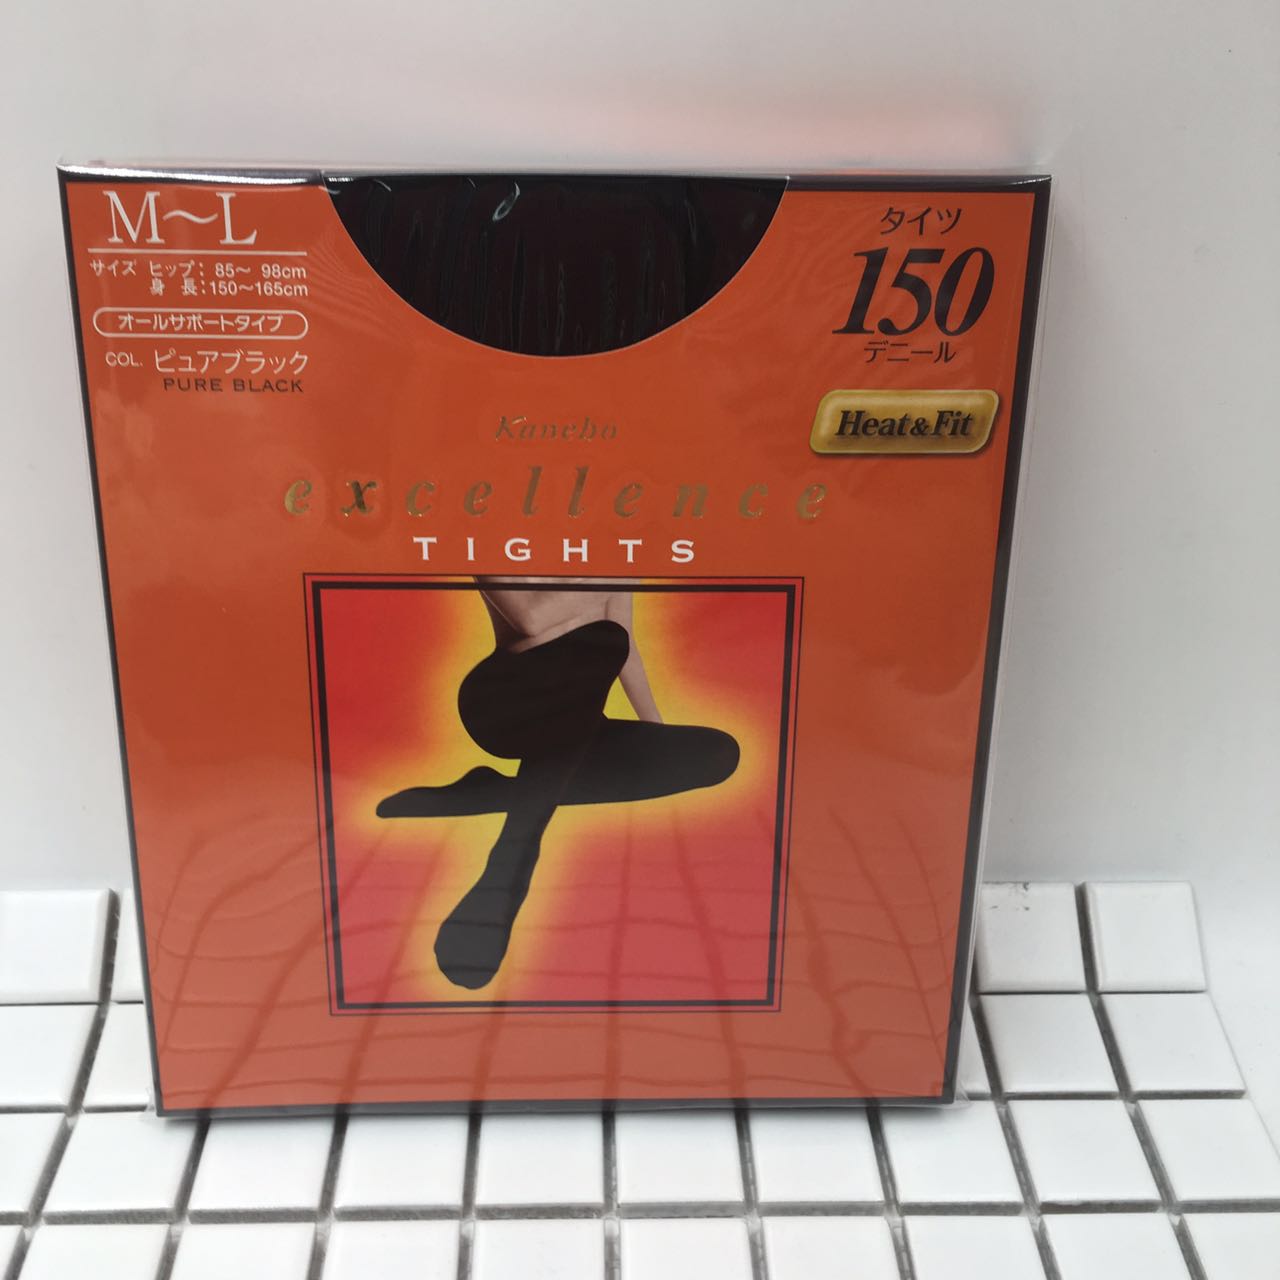 M〜L
サイズ ヒップ：85〜 98cm
身 長：150〜165cm
オールサポートタイプ
COL. ピュアブラック
PURE BLACK
タイツ
150
デニール
Heat&Fit
Kanebo
excellence
TIGHTS